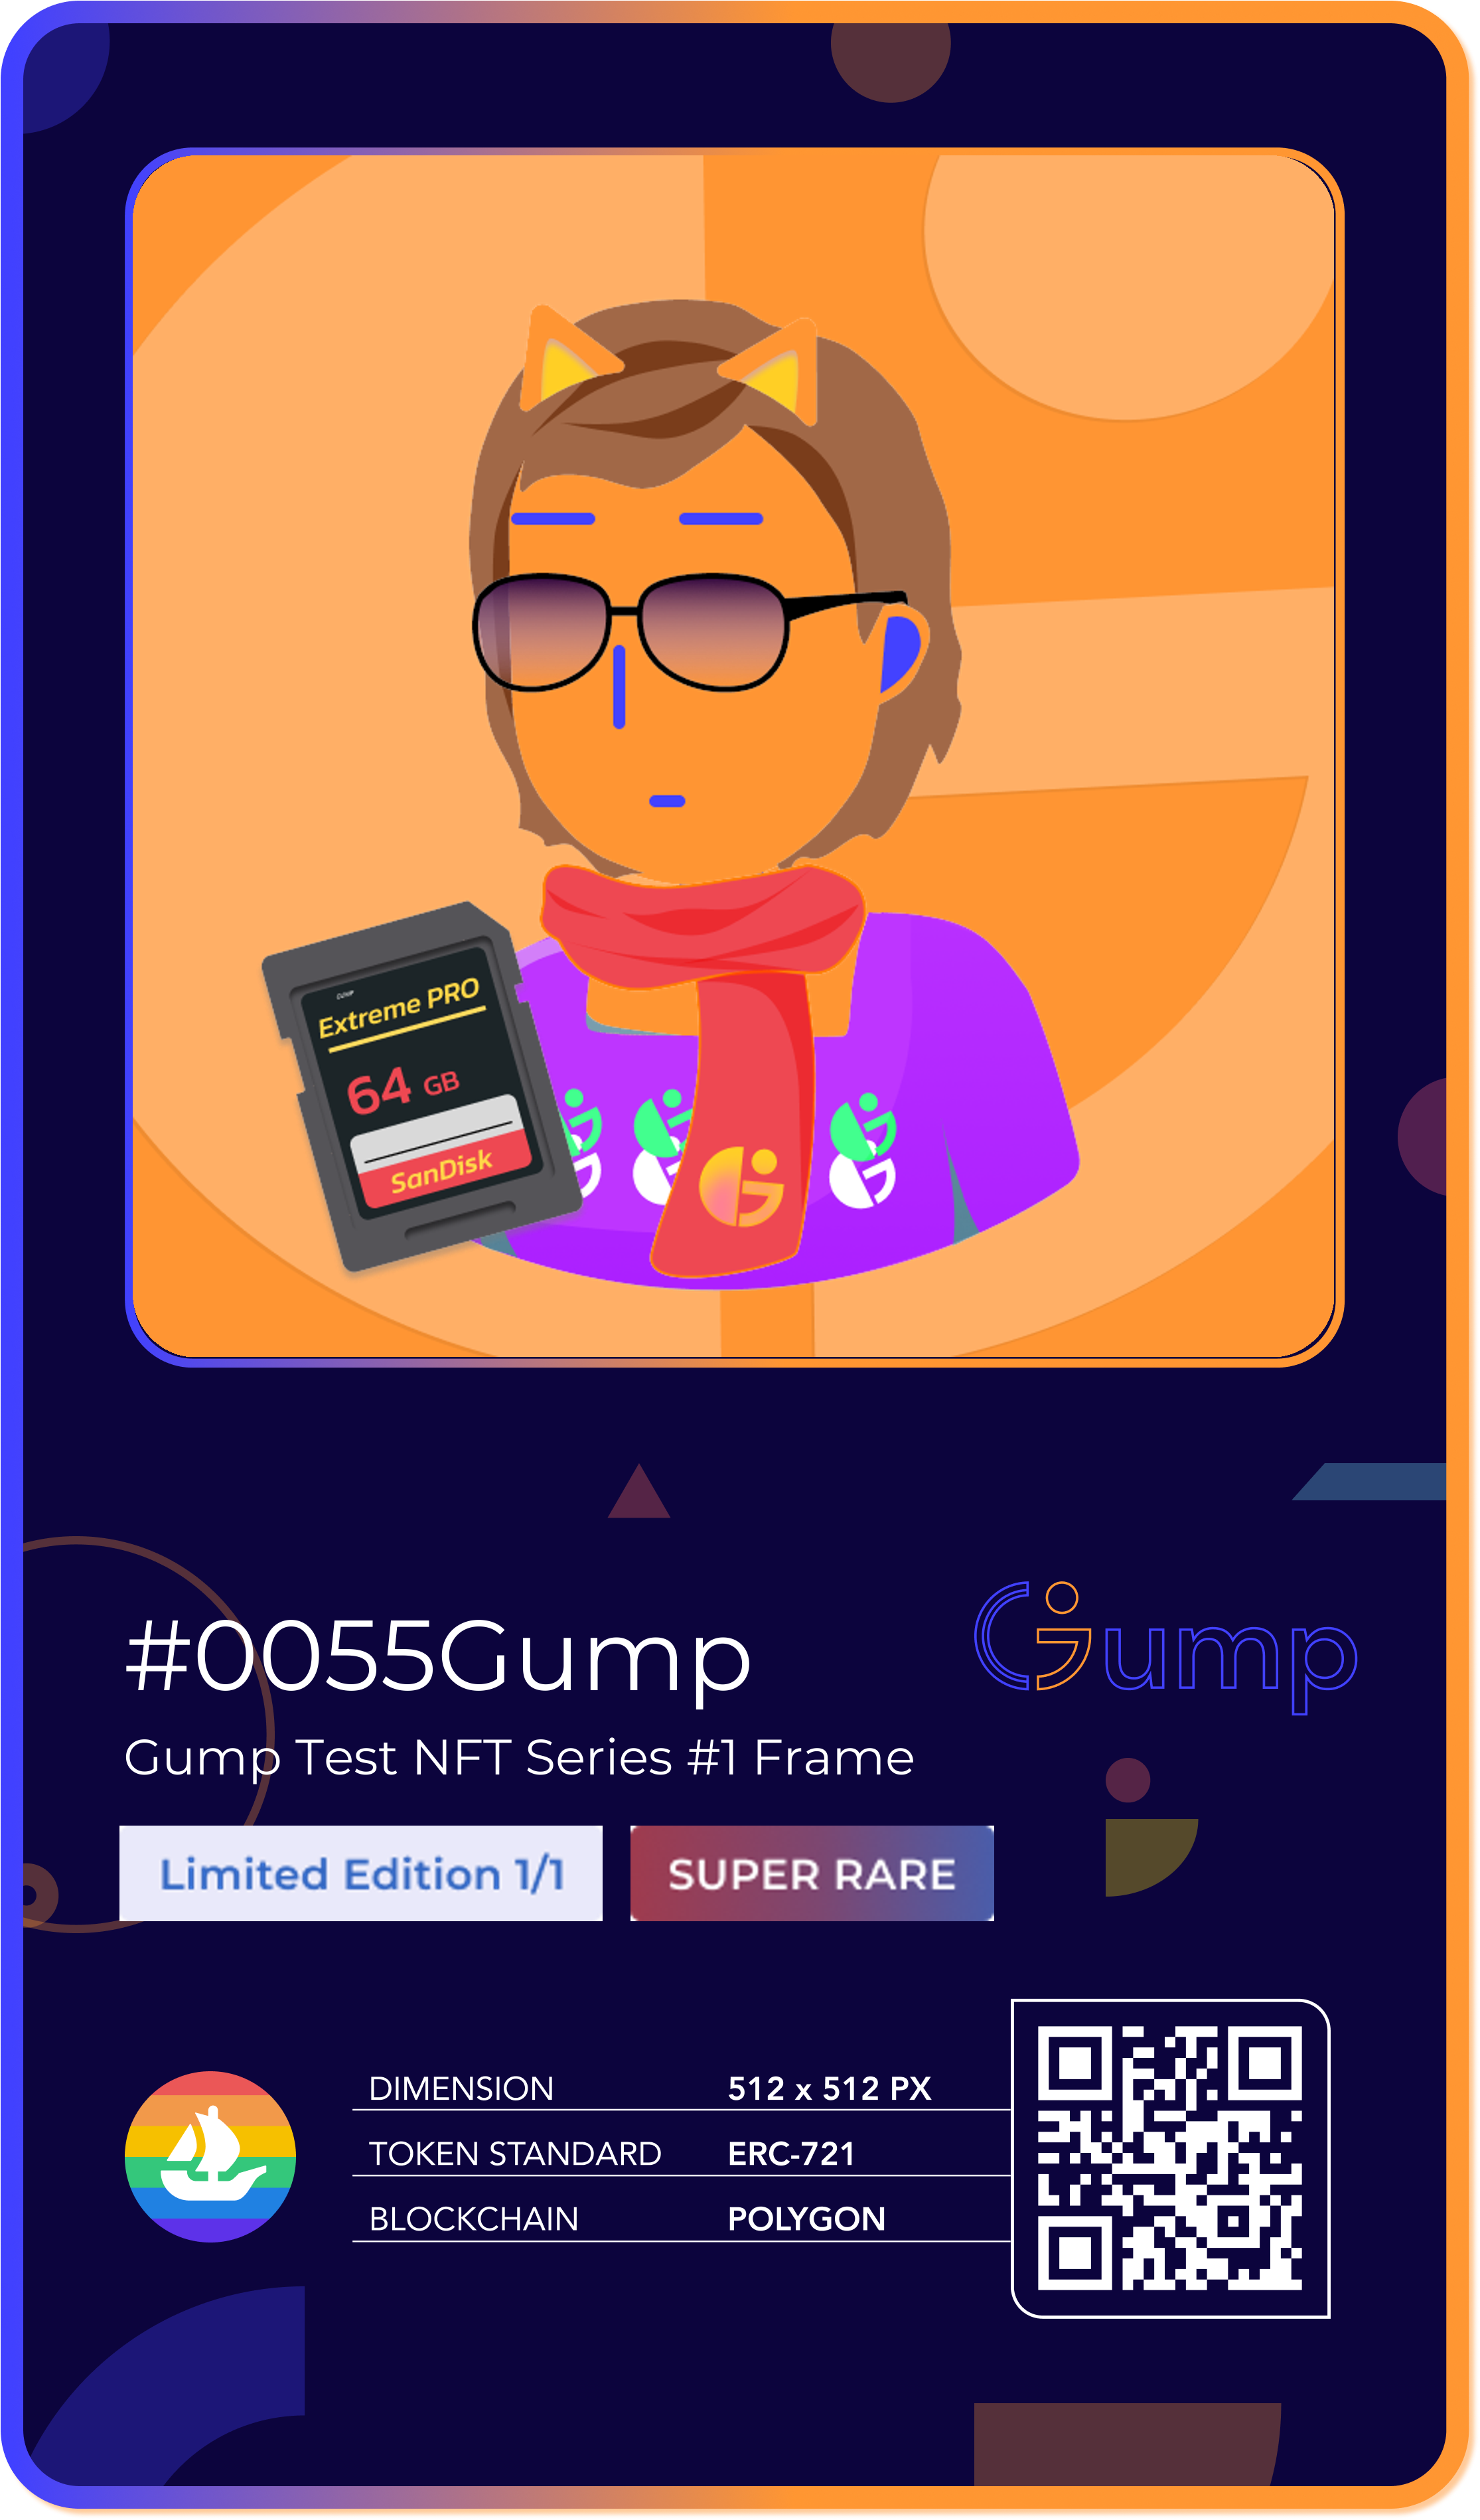 Extreme PRO
64 GB
SanDisk
#0055Gump
Gump
Gump Test NFT Series #1 Frame
Limited Edition 1/1
SUPER RARE
DIMENSION 512 x 512 PX
TOKEN STANDARD ERC-721
BLOCKCHAIN POLYGON